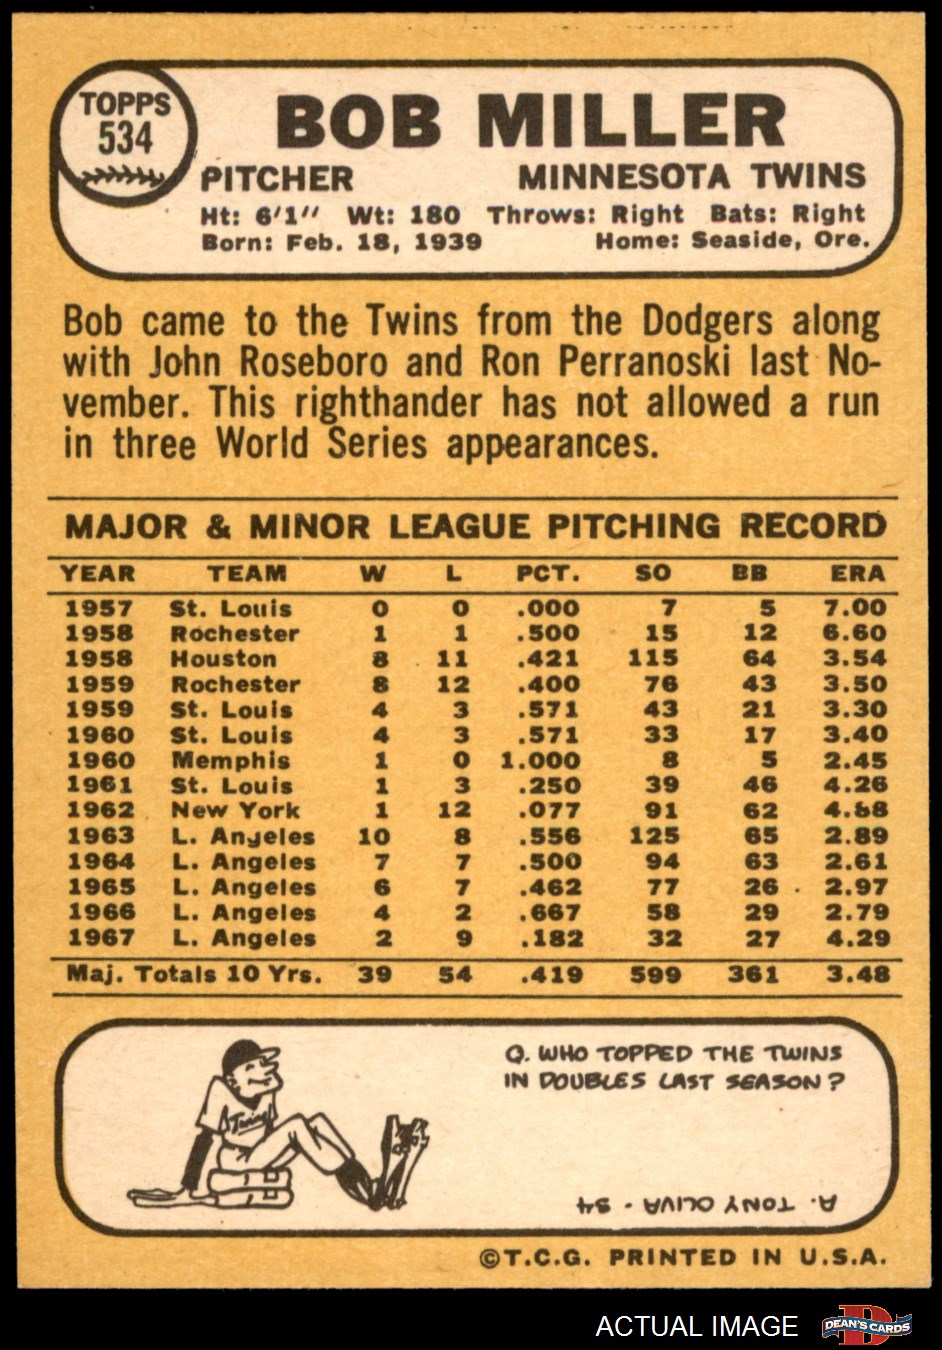 TOPPS
534
BOB MILLER
PITCHER MINNESOTA TWINS
Ht: 6'1" Wt: 180 Throws: Right Bats: Right
Born: Feb. 18, 1939 Home: Seaside, Ore.
Bob came to the Twins from the Dodgers along
with John Roseboro and Ron Perranoski last No-
vember. This righthander has not allowed a run
in three World Series appearances.
MAJOR & MINOR LEAGUE PITCHING RECORD
YEAR TEAM W L PCT. SO BB ERA
1957 St. Louis 0 0 .000 7 5 7.00
1958 Rochester 1 1 .500 15 12 6.60
1958 Houston 8 11 .421 115 64 3.54
1959 Rochester 8 12 .400 76 43 3.50
1959 St. Louis 4 3 .571 43 21 3.30
1960 St. Louis 4 3 .571 33 17 3.40
1960 Memphis 1 0 1.000 8 5 2.45
1961 St. Louis 1 3 .250 39 46 4.26
1962 New York 1 12 .077 91 62 4.88
1963 L. Angeles 10 8 .556 125 65 2.89
1964 L. Angeles 7 7 .500 94 63 2.61
1965 L. Angeles 6 7 .462 77 26 2.97
1966 L. Angeles 4 2 .667 58 29 2.79
1967 L. Angeles 2 9 .182 32 27 4.29
Maj. Totals 10 Yrs. 39 54 .419 599 361 3.48
Q. WHO TOPPED THE TWINS
IN DOUBLES LAST SEASON?
Twins
A. TONY OLIVA - 34
©T.C.G. PRINTED IN U.S.A.
ACTUAL IMAGE
D
DEAN'S CARDS